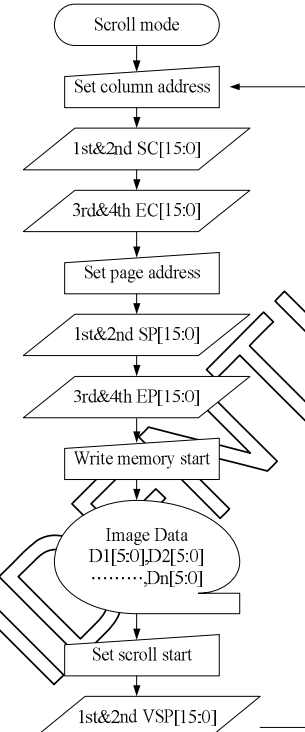 Scroll mode
Set column address
1st&2nd SC[15:0]
3rd&4th EC[15:0]
Set page address
1st&2nd SP[15:0]
3rd&4th EP[15:0]
Write memory start
Image Data
D1[5:0],D2[5:0]
·········,Dn[5:0]
Set scroll start
1st&2nd VSP[15:0]